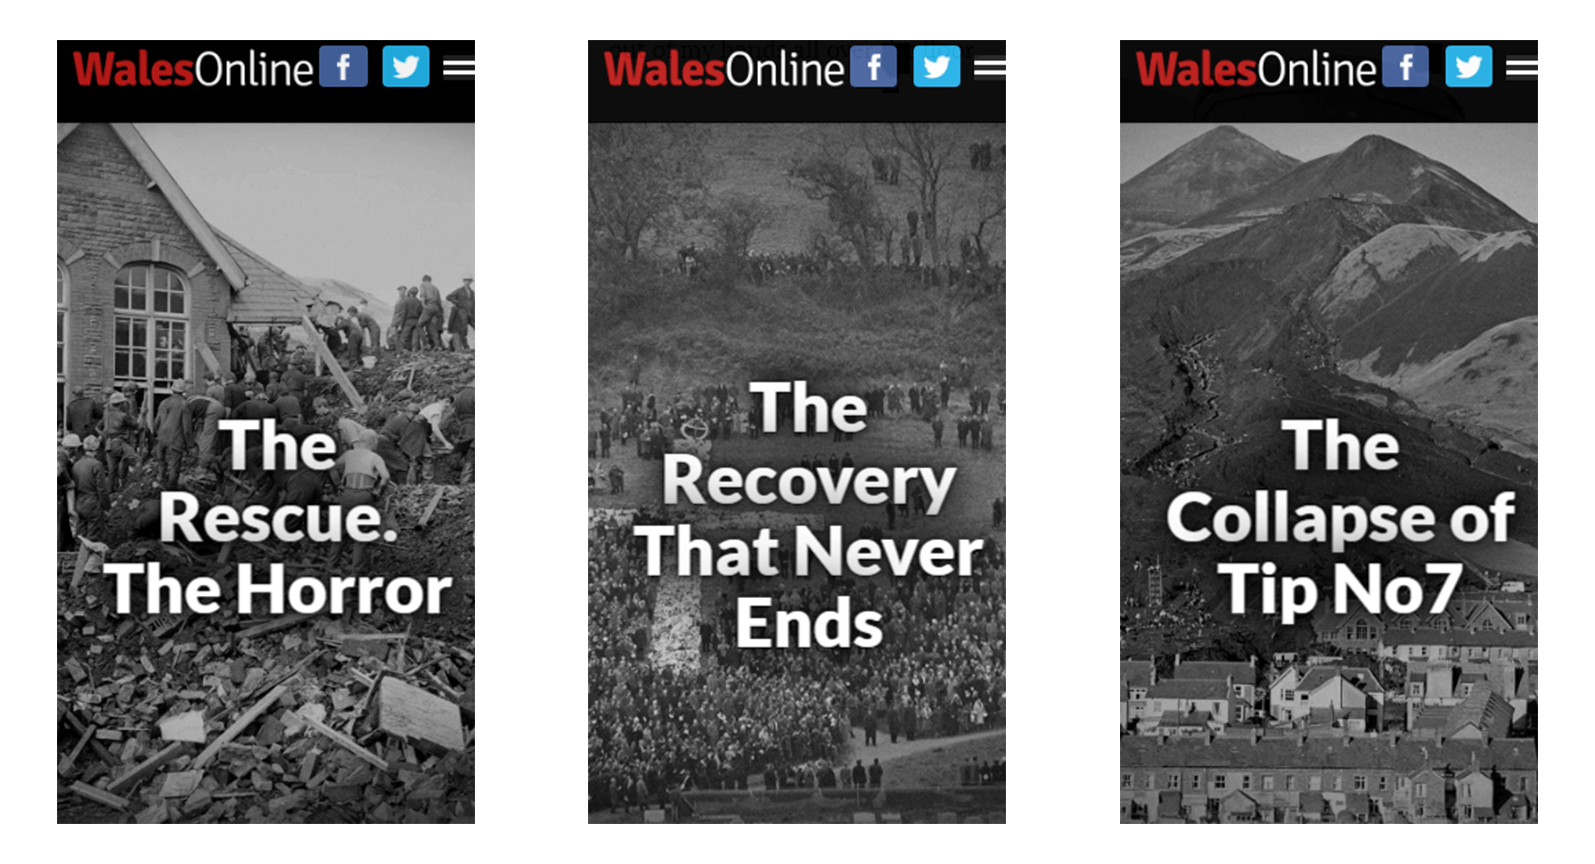 WalesOnline
The
Rescue.
The Horror
WalesOnline
The
Recovery
That Never
Ends
WalesOnline
The
Collapse of
Tip No7